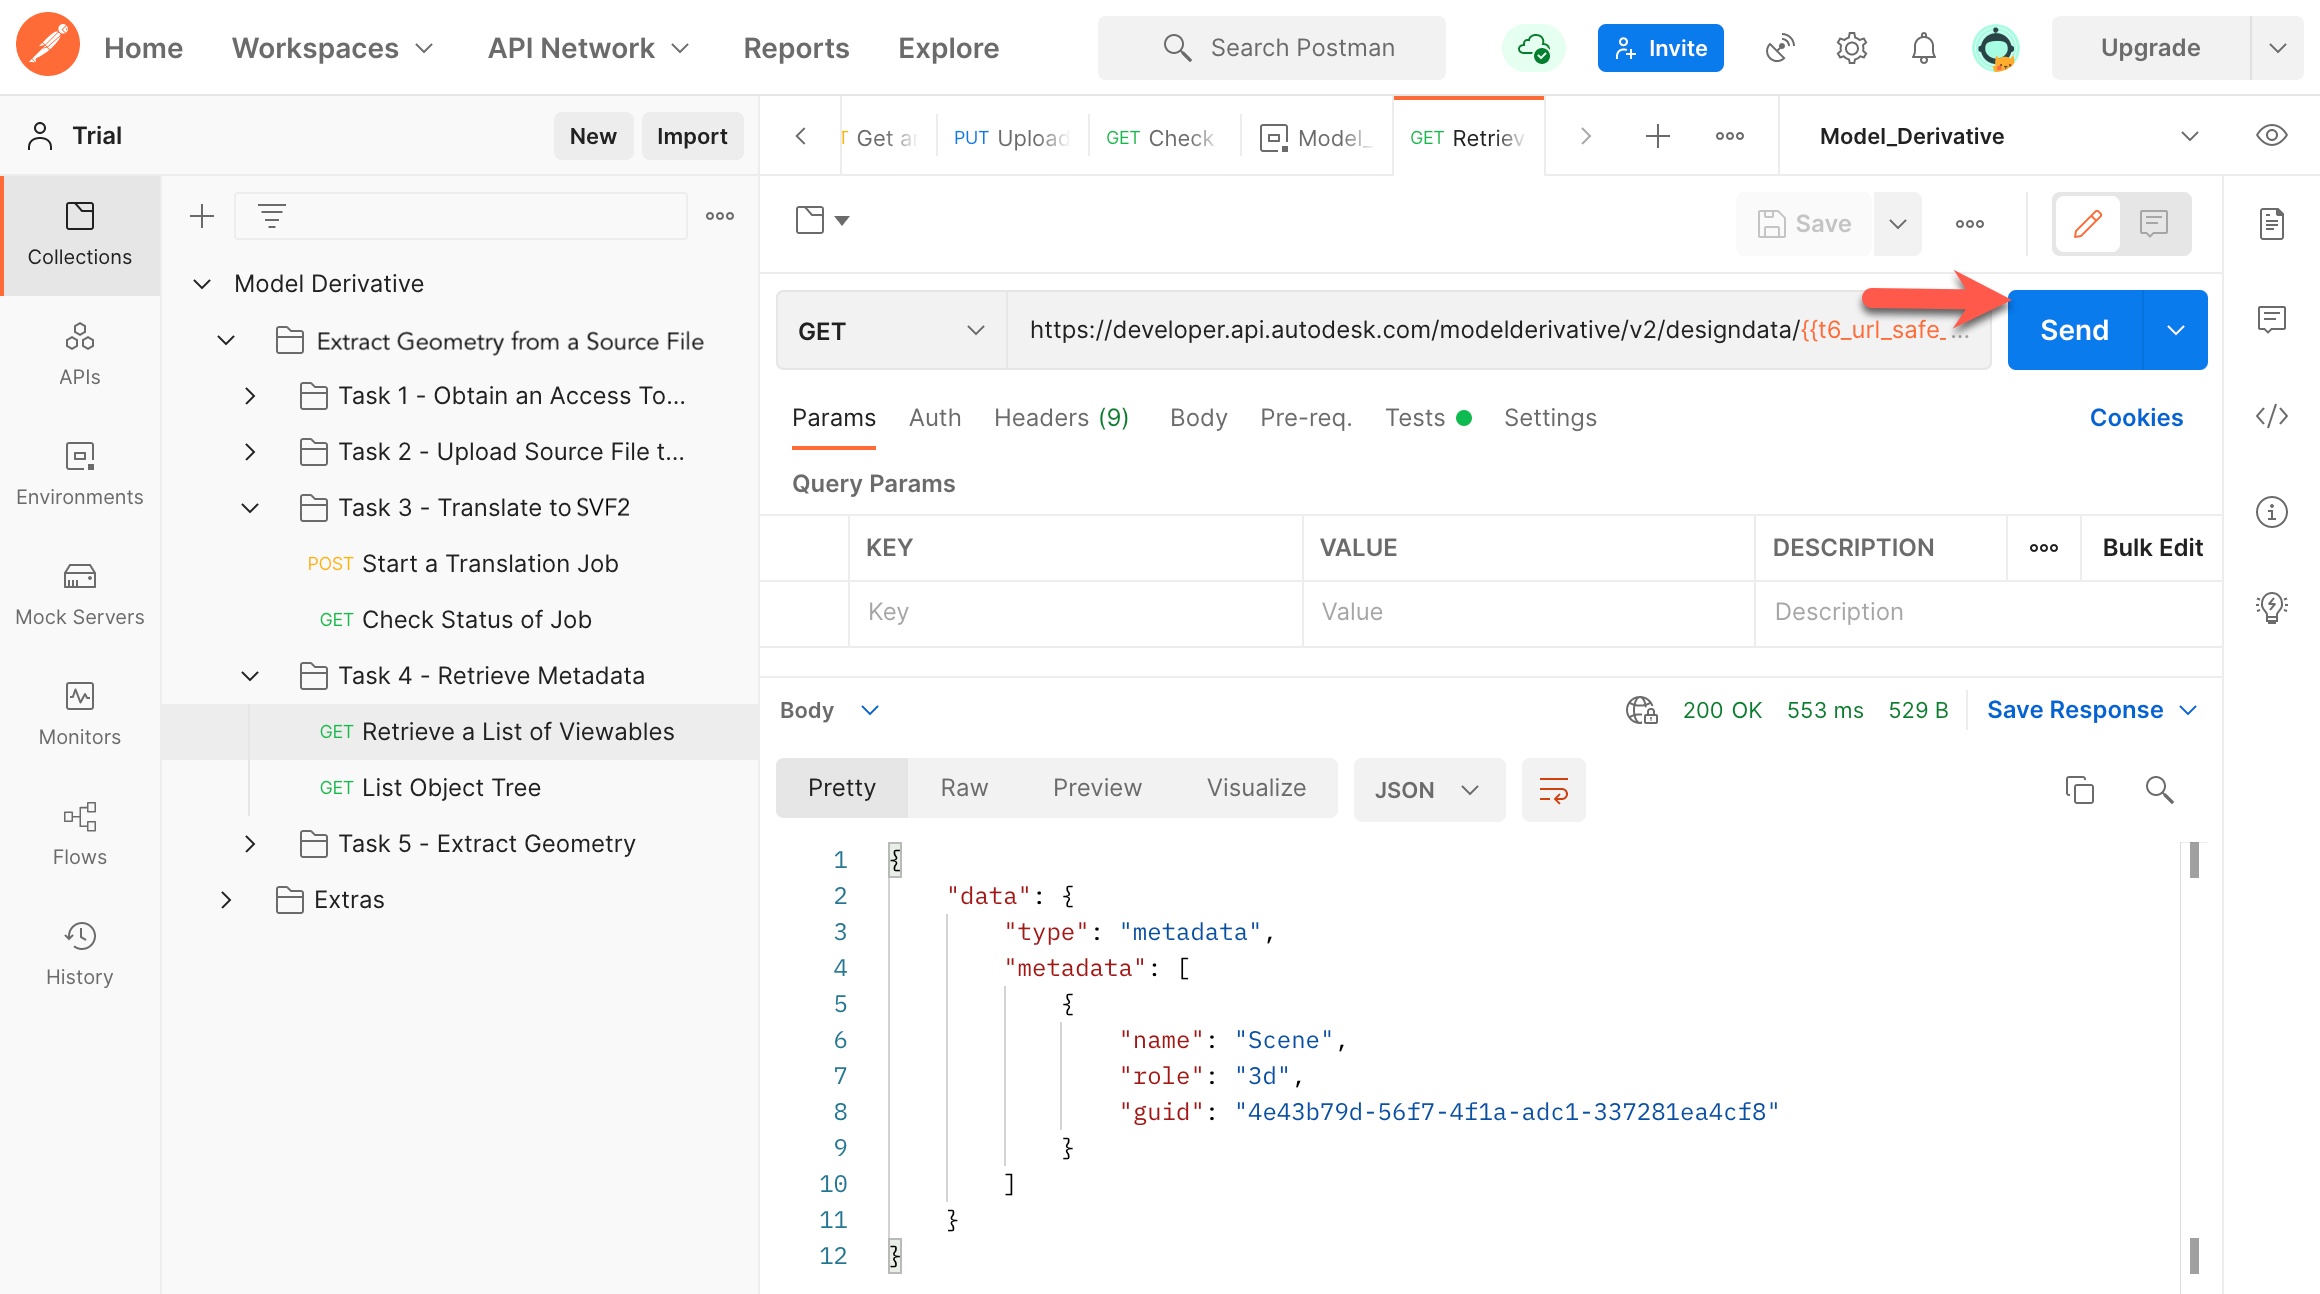 Home Workspaces API Network Reports Explore Search Postman Invite Upgrade
Trial New Import
Get PUT Upload GET Check Model_ GET Retriev Model_Derivative
Collections
Save
Model Derivative
Extract Geometry from a Source File
GET https://developer.api.autodesk.com/modelderivative/v2/designdata/{{t6_url_safe_... Send
APIs
Task 1 - Obtain an Access To...
Params Auth Headers (9) Body Pre-req. Tests Settings Cookies
Task 2 - Upload Source File t...
Query Params
Environments
Task 3 - Translate to SVF2
KEY VALUE DESCRIPTION Bulk Edit
POST Start a Translation Job
Key Value Description
Mock Servers
GET Check Status of Job
Task 4 - Retrieve Metadata
Body 200 OK 553 ms 529 B Save Response
Monitors
GET Retrieve a List of Viewables
Pretty Raw Preview Visualize JSON
GET List Object Tree
Flows
Task 5 - Extract Geometry
Extras
History
1 {
2 "data": {
3 "type": "metadata",
4 "metadata": [
5 {
6 "name": "Scene",
7 "role": "3d",
8 "guid": "4e43b79d-56f7-4f1a-adc1-337281ea4cf8"
9 }
10 ]
11 }
12 }